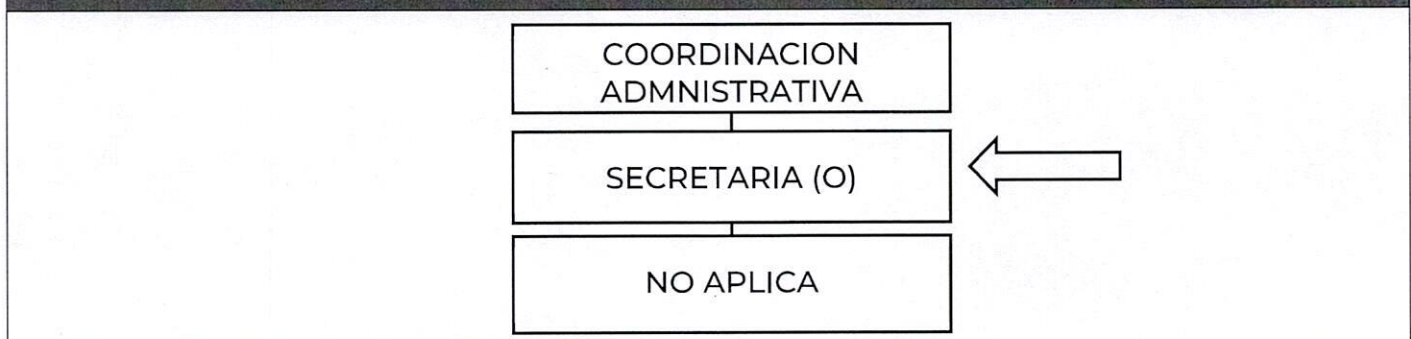 COORDINACION
ADMNISTRATIVA
SECRETARIA (O)
NO APLICA